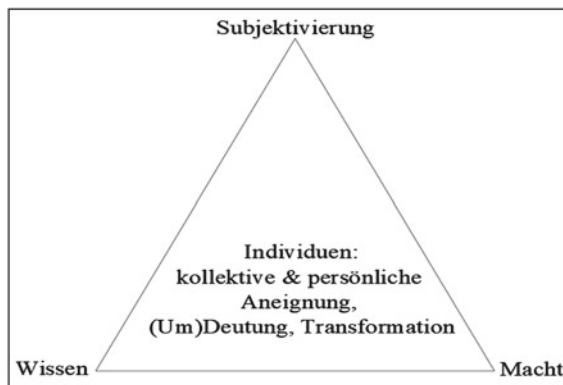 Subjektivierung
Individuen:
kollektive & persönliche
Aneignung,
(Um)Deutung, Transformation
Wissen
Macht